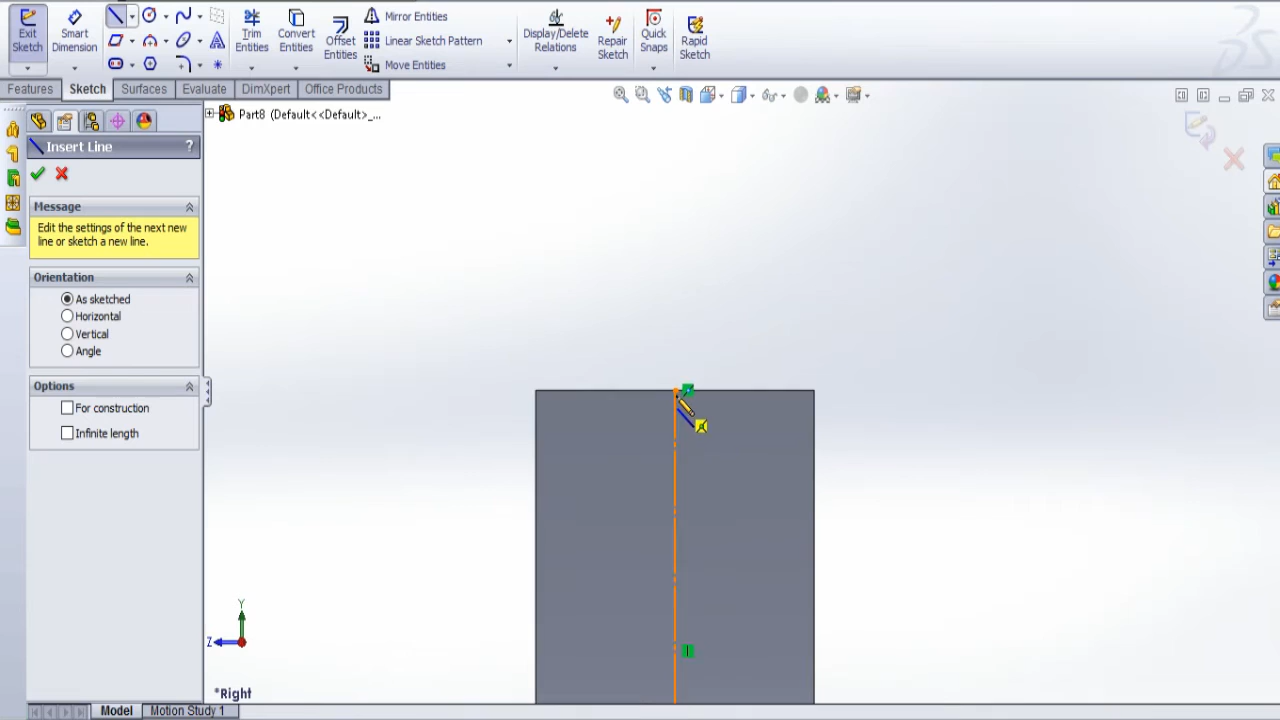 Exit Sketch
Smart Dimension
Trim Entities
Convert Entities
Offset Entities
Mirror Entities
Linear Sketch Pattern
Move Entities
Display/Delete Relations
Repair Sketch
Quick Snaps
Rapid Sketch
Features
Sketch
Surfaces
Evaluate
DimXpert
Office Products
Part8 (Default<<Default>_...
Insert Line
?
Message
Edit the settings of the next new
line or sketch a new line.
Orientation
As sketched
Horizontal
Vertical
Angle
Options
For construction
Infinite length
Y
Z
*Right
Model
Motion Study 1